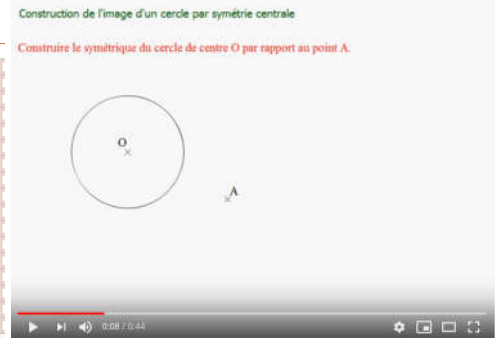 Construction de l'image d'un cercle par symétrie centrale
Construire le symétrique du cercle de centre O par rapport au point A.
O
A
0:08 / 0:44